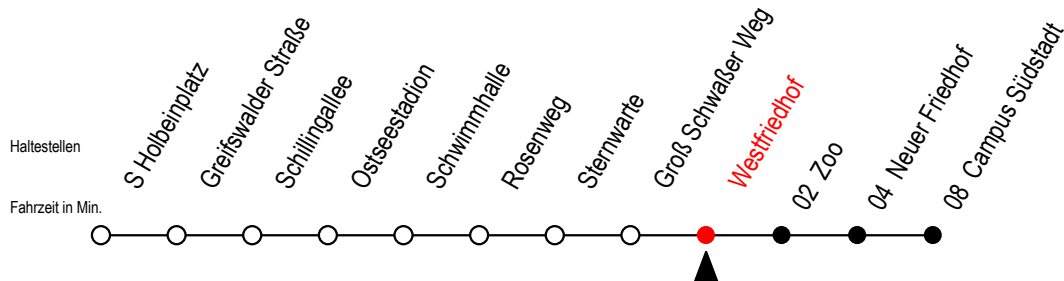 Haltestellen
Fahrzeit in Min.
S Holbeinplatz
Greifswalder Straße
Schillingallee
Ostseestadion
Schwimmhalle
Rosenweg
Sternwarte
Groß Schwaßer Weg
Westfriedhof
02 Zoo
04 Neuer Friedhof
08 Campus Südstadt